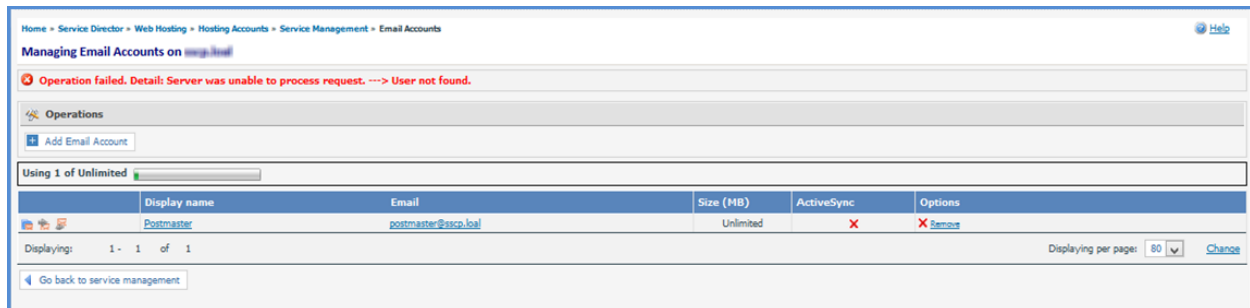 Home » Service Director » Web Hosting » Hosting Accounts » Service Management » Email Accounts
Help
Managing Email Accounts on
Operation failed. Detail: Server was unable to process request. ---> User not found.
Operations
Add Email Account
Using 1 of Unlimited
Display name Email Size (MB) ActiveSync Options
Postmaster postmaster@sscp.loal Unlimited Remove
Displaying: 1 - 1 of 1 Displaying per page: 80 Change
Go back to service management